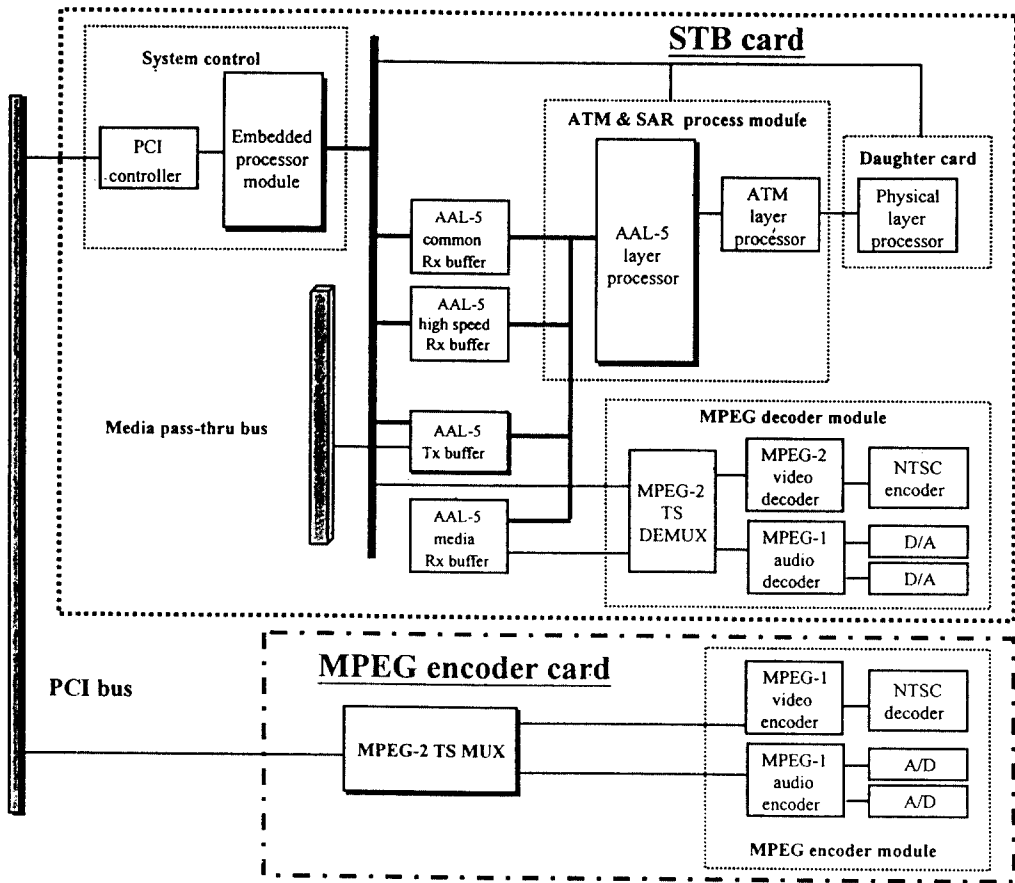 STB card
System control
PCI
controller
Embedded
processor
module
ATM & SAR process module
AAL-5
layer
processor
ATM
layer
processor
Daughter card
Physical
layer
processor
AAL-5
common
Rx buffer
AAL-5
high speed
Rx buffer
Media pass-thru bus
AAL-5
Tx buffer
AAL-5
media
Rx buffer
MPEG decoder module
MPEG-2
TS
DEMUX
MPEG-2
video
decoder
NTSC
encoder
MPEG-1
audio
decoder
D/A
D/A
PCI bus
MPEG encoder card
MPEG-2 TS MUX
MPEG-1
video
encoder
NTSC
decoder
MPEG-1
audio
encoder
A/D
A/D
MPEG encoder module